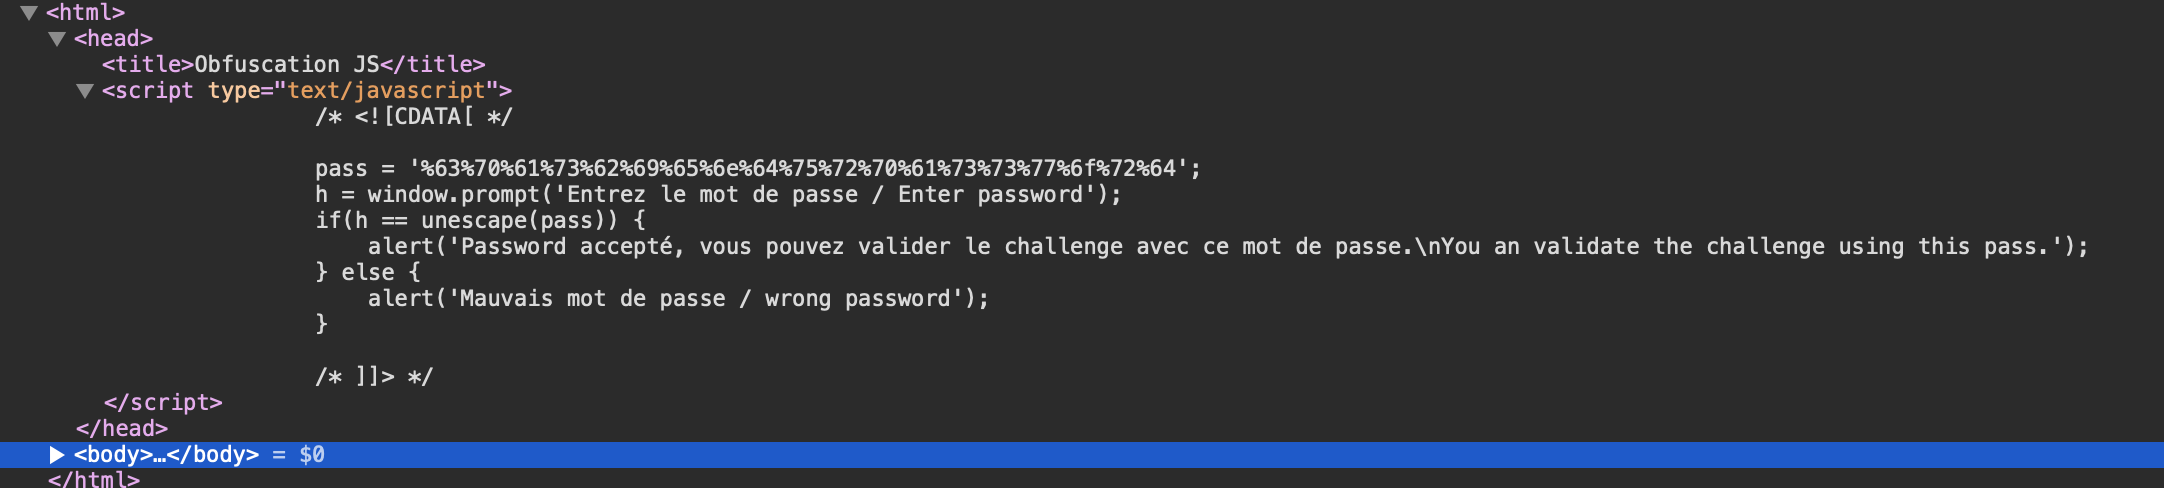 ▼ <html>
▼ <head>
<title>Obfuscation JS</title>
▼ <script type="text/javascript">
/* <![CDATA[ */
pass = '%63%70%61%73%62%69%65%6e%64%75%72%70%61%73%73%77%6f%72%64';
h = window.prompt('Entrez le mot de passe / Enter password');
if(h == unescape(pass)) {
alert('Password accepté, vous pouvez valider le challenge avec ce mot de passe.\nYou an validate the challenge using this pass.');
} else {
alert('Mauvais mot de passe / wrong password');
}
/* ]]> */
</script>
</head>
▶ <body>…</body> = $0
</html>